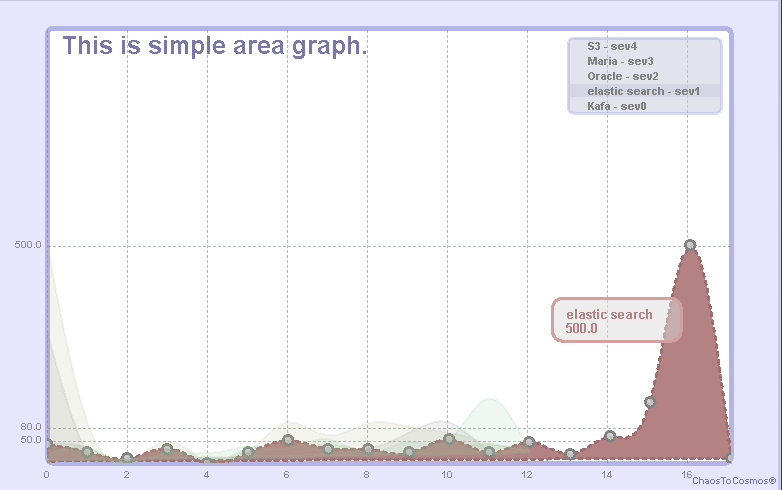 This is simple area graph.
S3 - sev4
Maria - sev3
Oracle - sev2
elastic search - sev1
Kafa - sev0
500.0
elastic search
500.0
80.0
50.0
0 2 4 6 8 10 12 14 16
ChaosToCosmos®